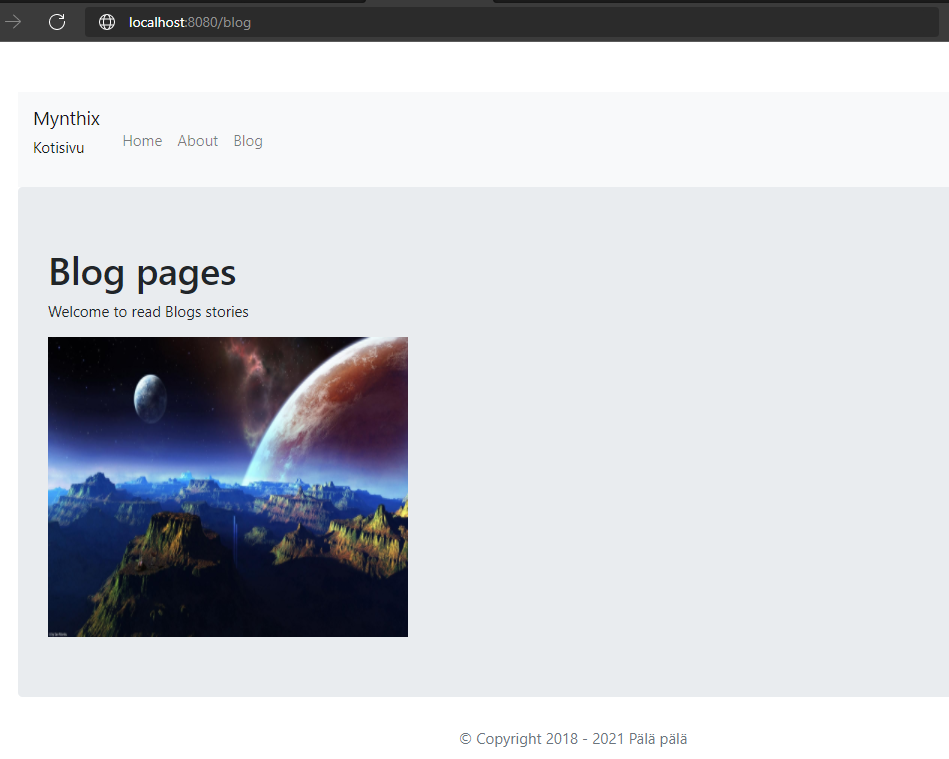 localhost:8080/blog
Mynthix
Kotisivu
Home About Blog
Blog pages
Welcome to read Blogs stories
© Copyright 2018 - 2021 Pälä pälä